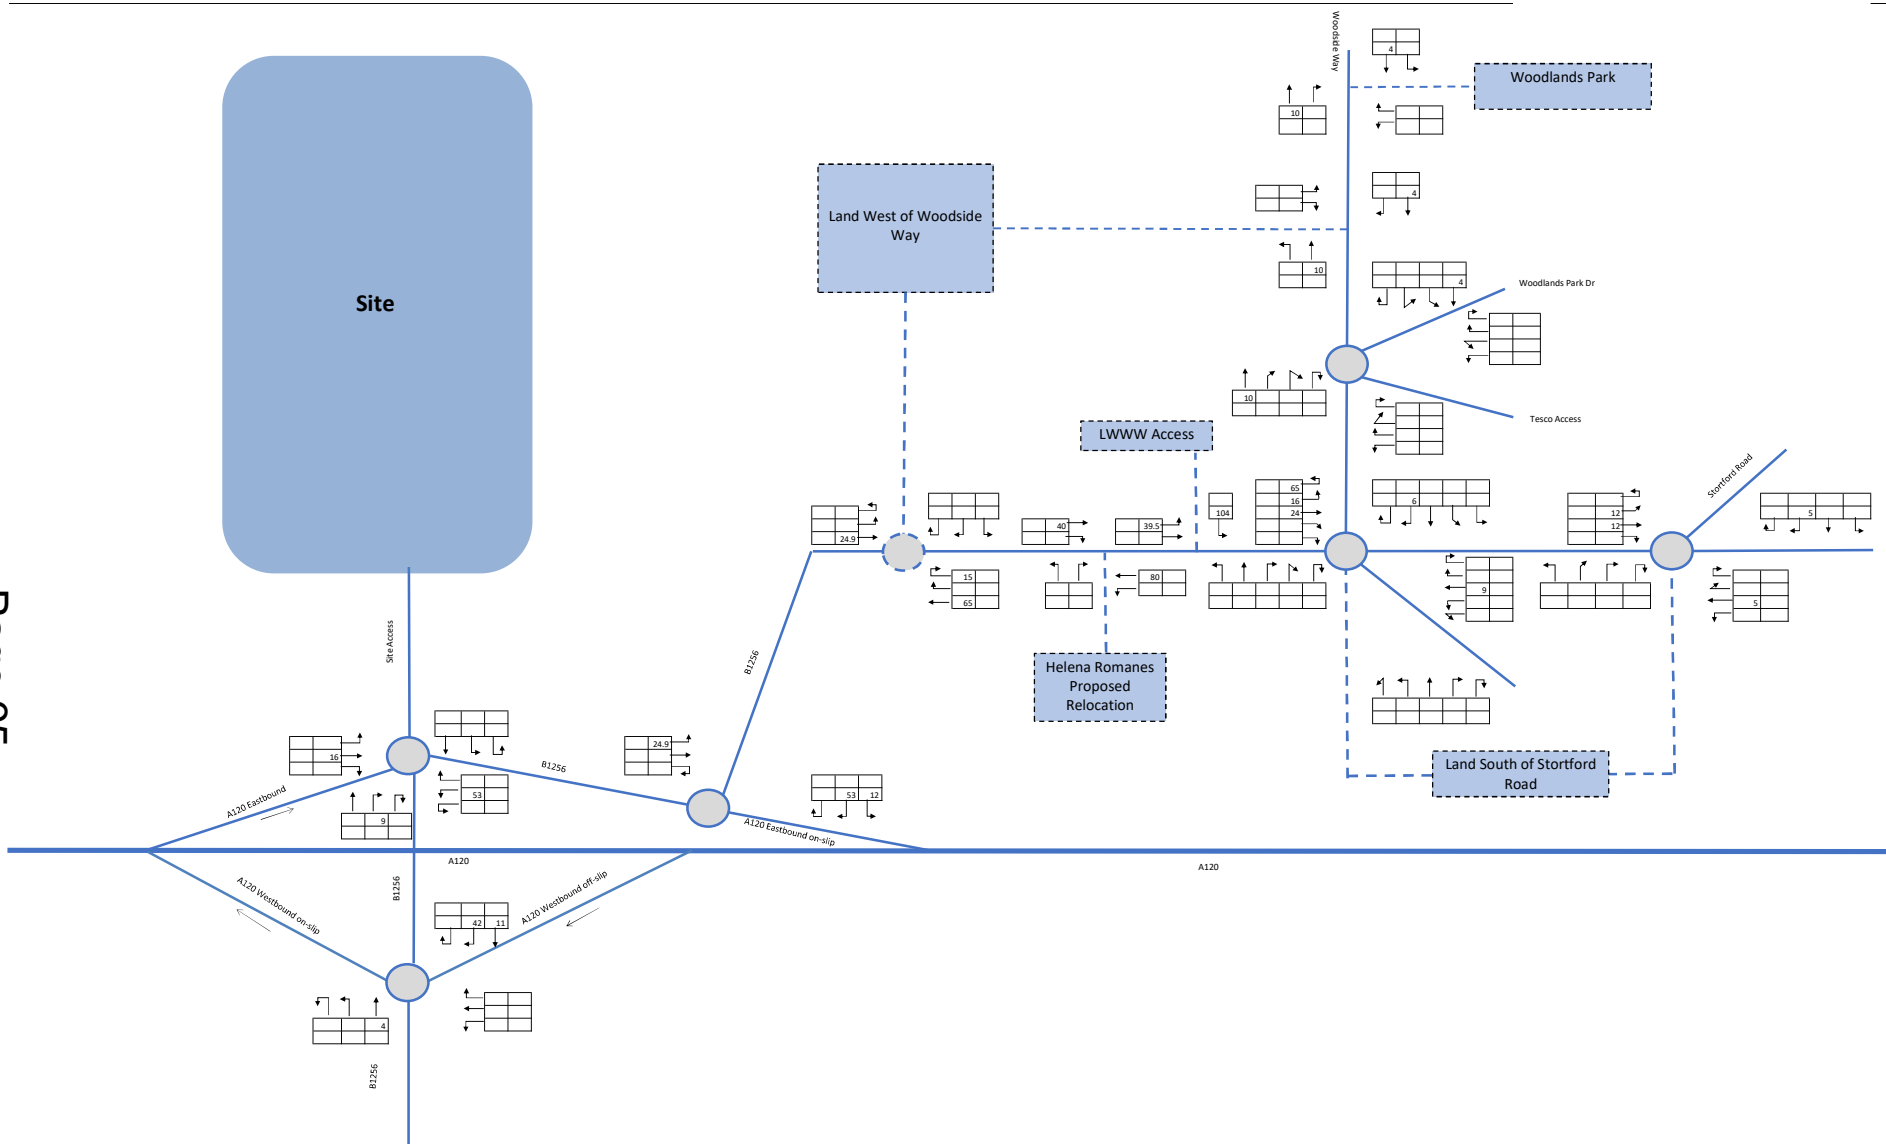 Woodside Way
4
Woodlands Park
10
4
Land West of Woodside
Way
10
4
Woodlands Park Dr
Site
10
Tesco Access
LWWW Access
Stortford Road
65
16
24
6
12
12
5
24.9
40
39.5
104
15
65
80
9
5
Site Access
B1256
Helena Romanes
Proposed
Relocation
16
53
B1256
24.9
Land South of Stortford
Road
A120 Eastbound
9
53
12
A120 Eastbound on-slip
A120
A120
B1256
A120 Westbound on-slip
42
11
A120 Westbound off-slip
4
B1256